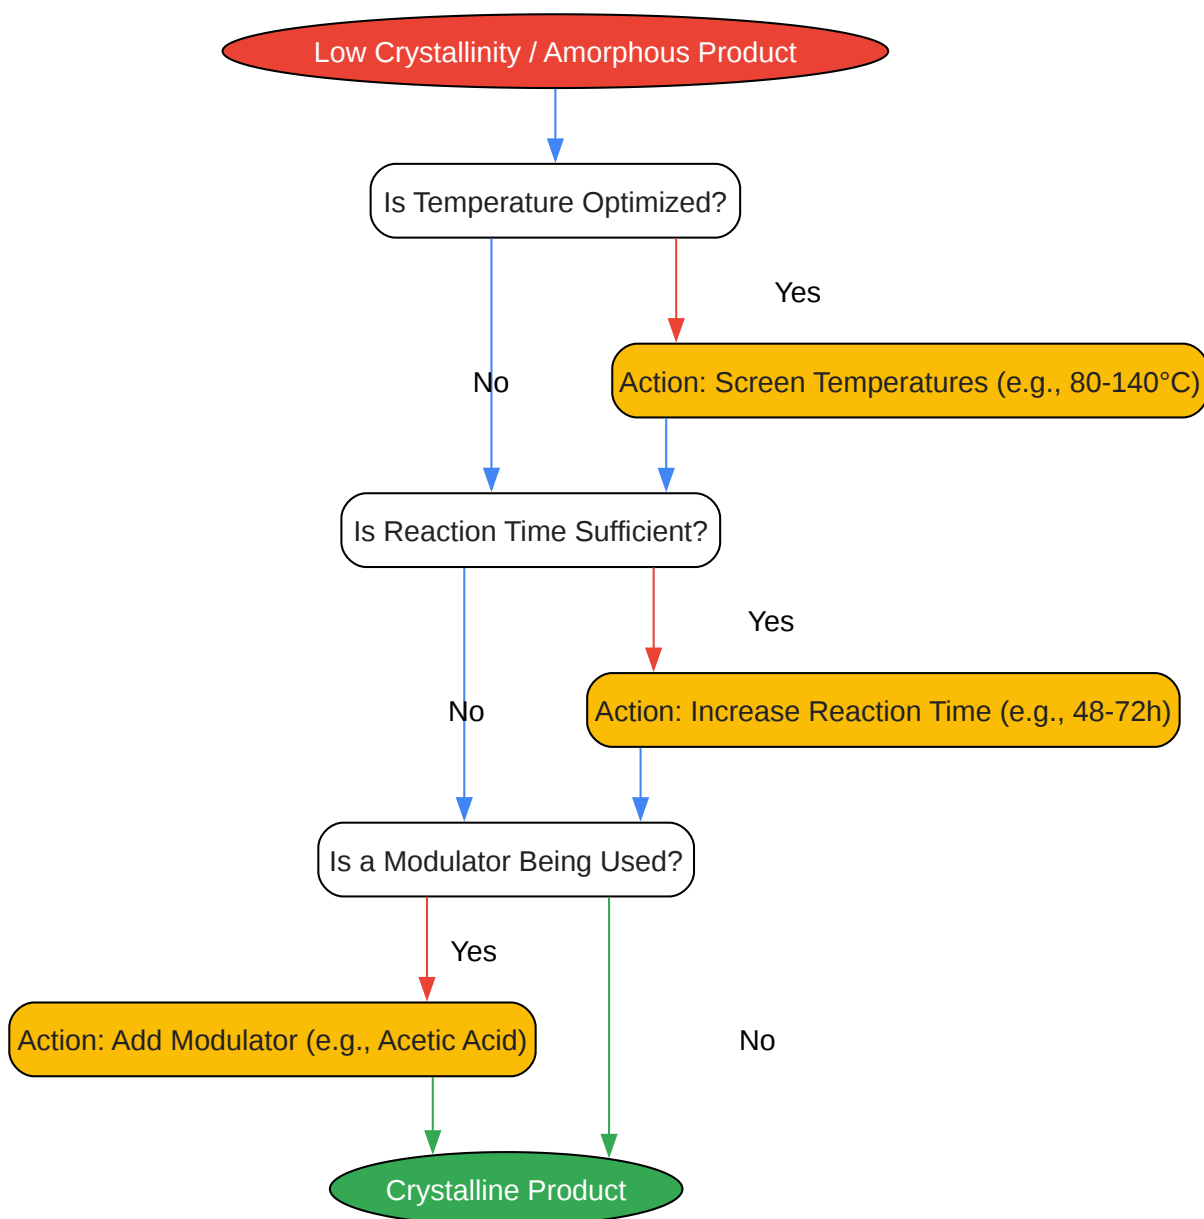 Low Crystallinity / Amorphous Product
Is Temperature Optimized?
Yes
No
Action: Screen Temperatures (e.g., 80-140°C)
Is Reaction Time Sufficient?
Yes
No
Action: Increase Reaction Time (e.g., 48-72h)
Is a Modulator Being Used?
Yes
Action: Add Modulator (e.g., Acetic Acid)
No
Crystalline Product